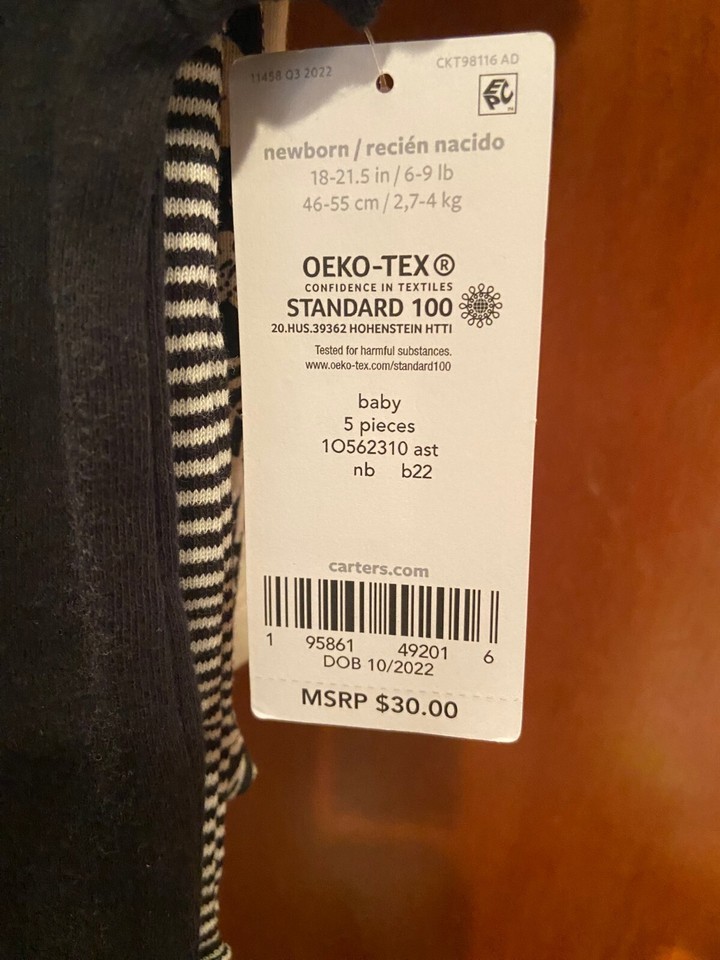 11458 Q3 2022
CKT98116 AD
EPC
newborn / recién nacido
18-21.5 in / 6-9 lb
46-55 cm / 2,7-4 kg
OEKO-TEX®
CONFIDENCE IN TEXTILES
STANDARD 100
20.HUS.39362 HOHENSTEIN HTTI
Tested for harmful substances.
www.oeko-tex.com/standard100
baby
5 pieces
1O562310 ast
nb b22
carters.com
1 95861 49201 6
DOB 10/2022
MSRP $30.00